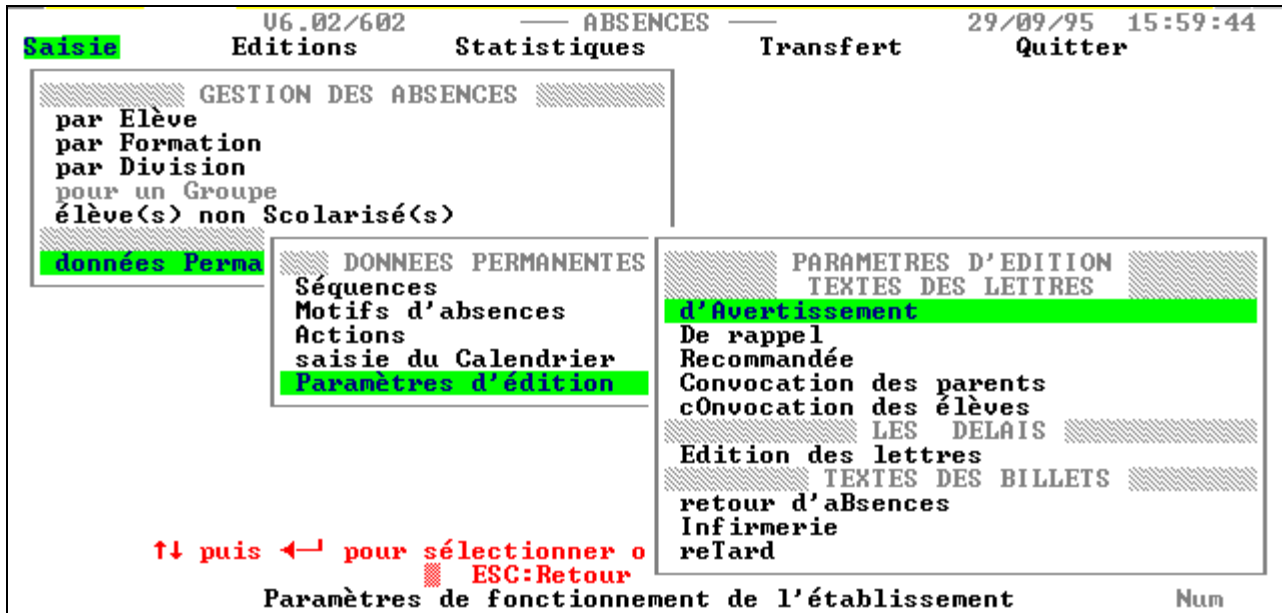 V6.02/602 ABSENCES 29/09/95 15:59:44
Saisie Editions Statistiques Transfert Quitter
GESTION DES ABSENCES
par Elève
par Formation
par Division
pour un Groupe
élève(s) non Scolarisé(s)
données Perma
DONNEES PERMANENTES
Séquences
Motifs d'absences
Actions
saisie du Calendrier
Paramètres d'édition
PARAMETRES D'EDITION
TEXTES DES LETTRES
d'Avertissement
De rappel
Recommandée
Convocation des parents
cOnvocation des élèves
LES DELAIS
Edition des lettres
TEXTES DES BILLETS
retour d'aBsences
Infirmerie
reTard
↑↓ puis ◄┘ pour sélectionner o
ESC:Retour
Paramètres de fonctionnement de l'établissement Num